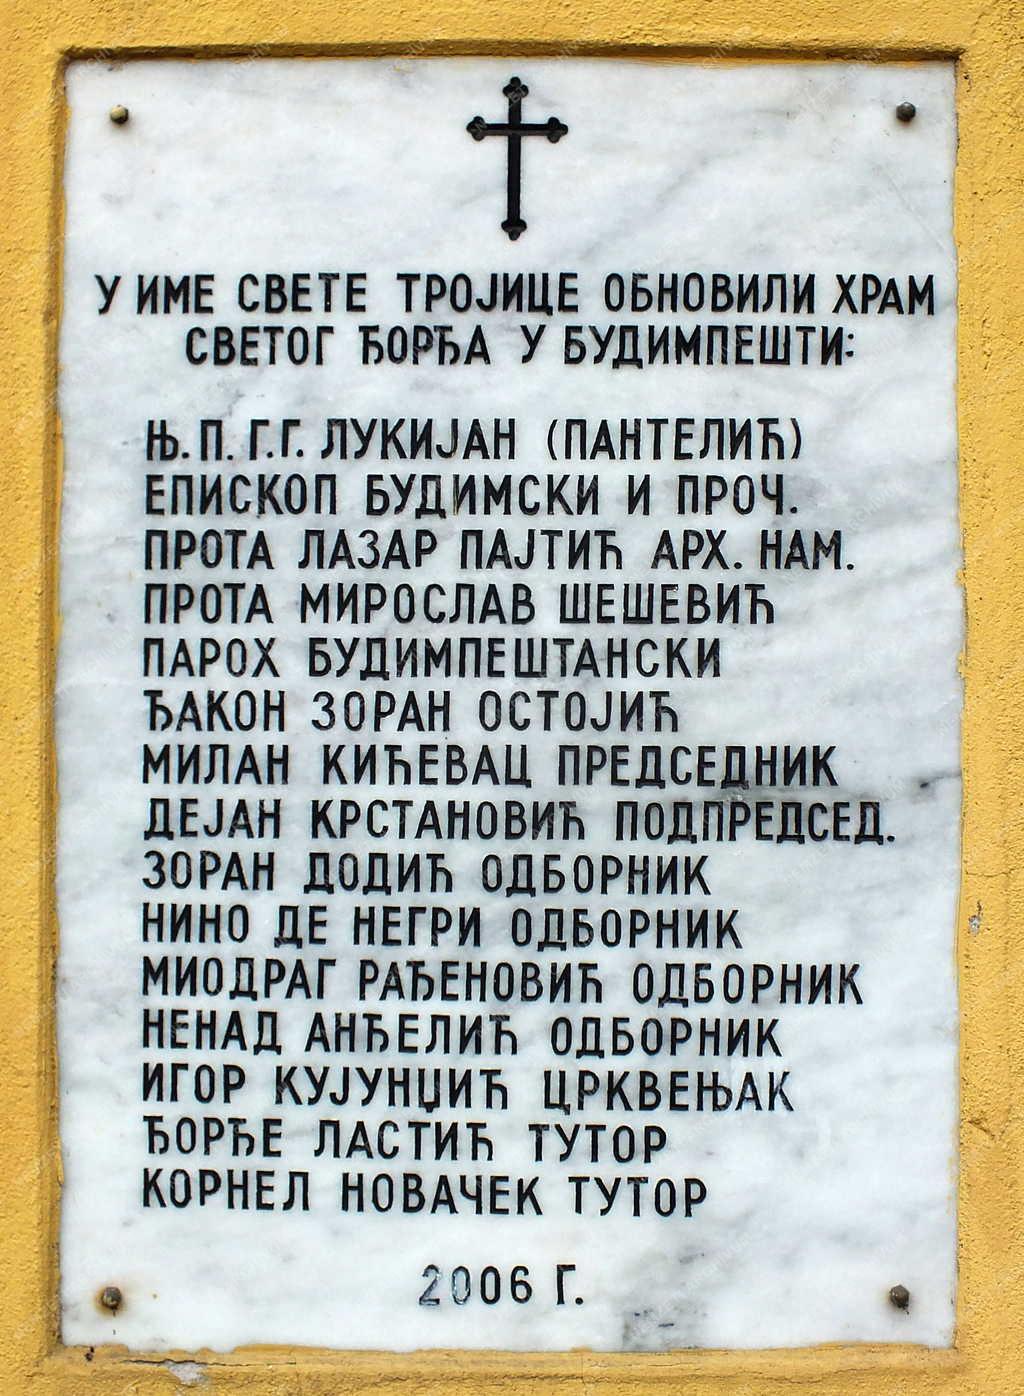 У ИМЕ СВЕТЕ ТРОЈИЦЕ ОБНОВИЛИ ХРАМ
СВЕТОГ ЂОРЂА У БУДИМПЕШТИ:
Њ.П. Г.Г. ЛУКИЈАН (ПАНТЕЛИЋ)
ЕПИСКОП БУДИМСКИ И ПРОЧ.
ПРОТА ЛАЗАР ПАЈТИЋ АРХ. НАМ.
ПРОТА МИРОСЛАВ ШЕШЕВИЋ
ПАРОХ БУДИМПЕШТАНСКИ
ЂАКОН ЗОРАН ОСТОЈИЋ
МИЛАН КИЋЕВАЦ ПРЕДСЕДНИК
ДЕЈАН КРСТАНОВИЋ ПОДПРЕДСЕД.
ЗОРАН ДОДИЋ ОДБОРНИК
НИНО ДЕ НЕГРИ ОДБОРНИК
МИОДРАГ РАЂЕНОВИЋ ОДБОРНИК
НЕНАД АНЂЕЛИЋ ОДБОРНИК
ИГОР КУЈУНЏИЋ ЦРКВЕЊАК
ЂОРЂЕ ЛАСТИЋ ТУТОР
КОРНЕЛ НОВАЧЕК ТУТОР
2006 Г.